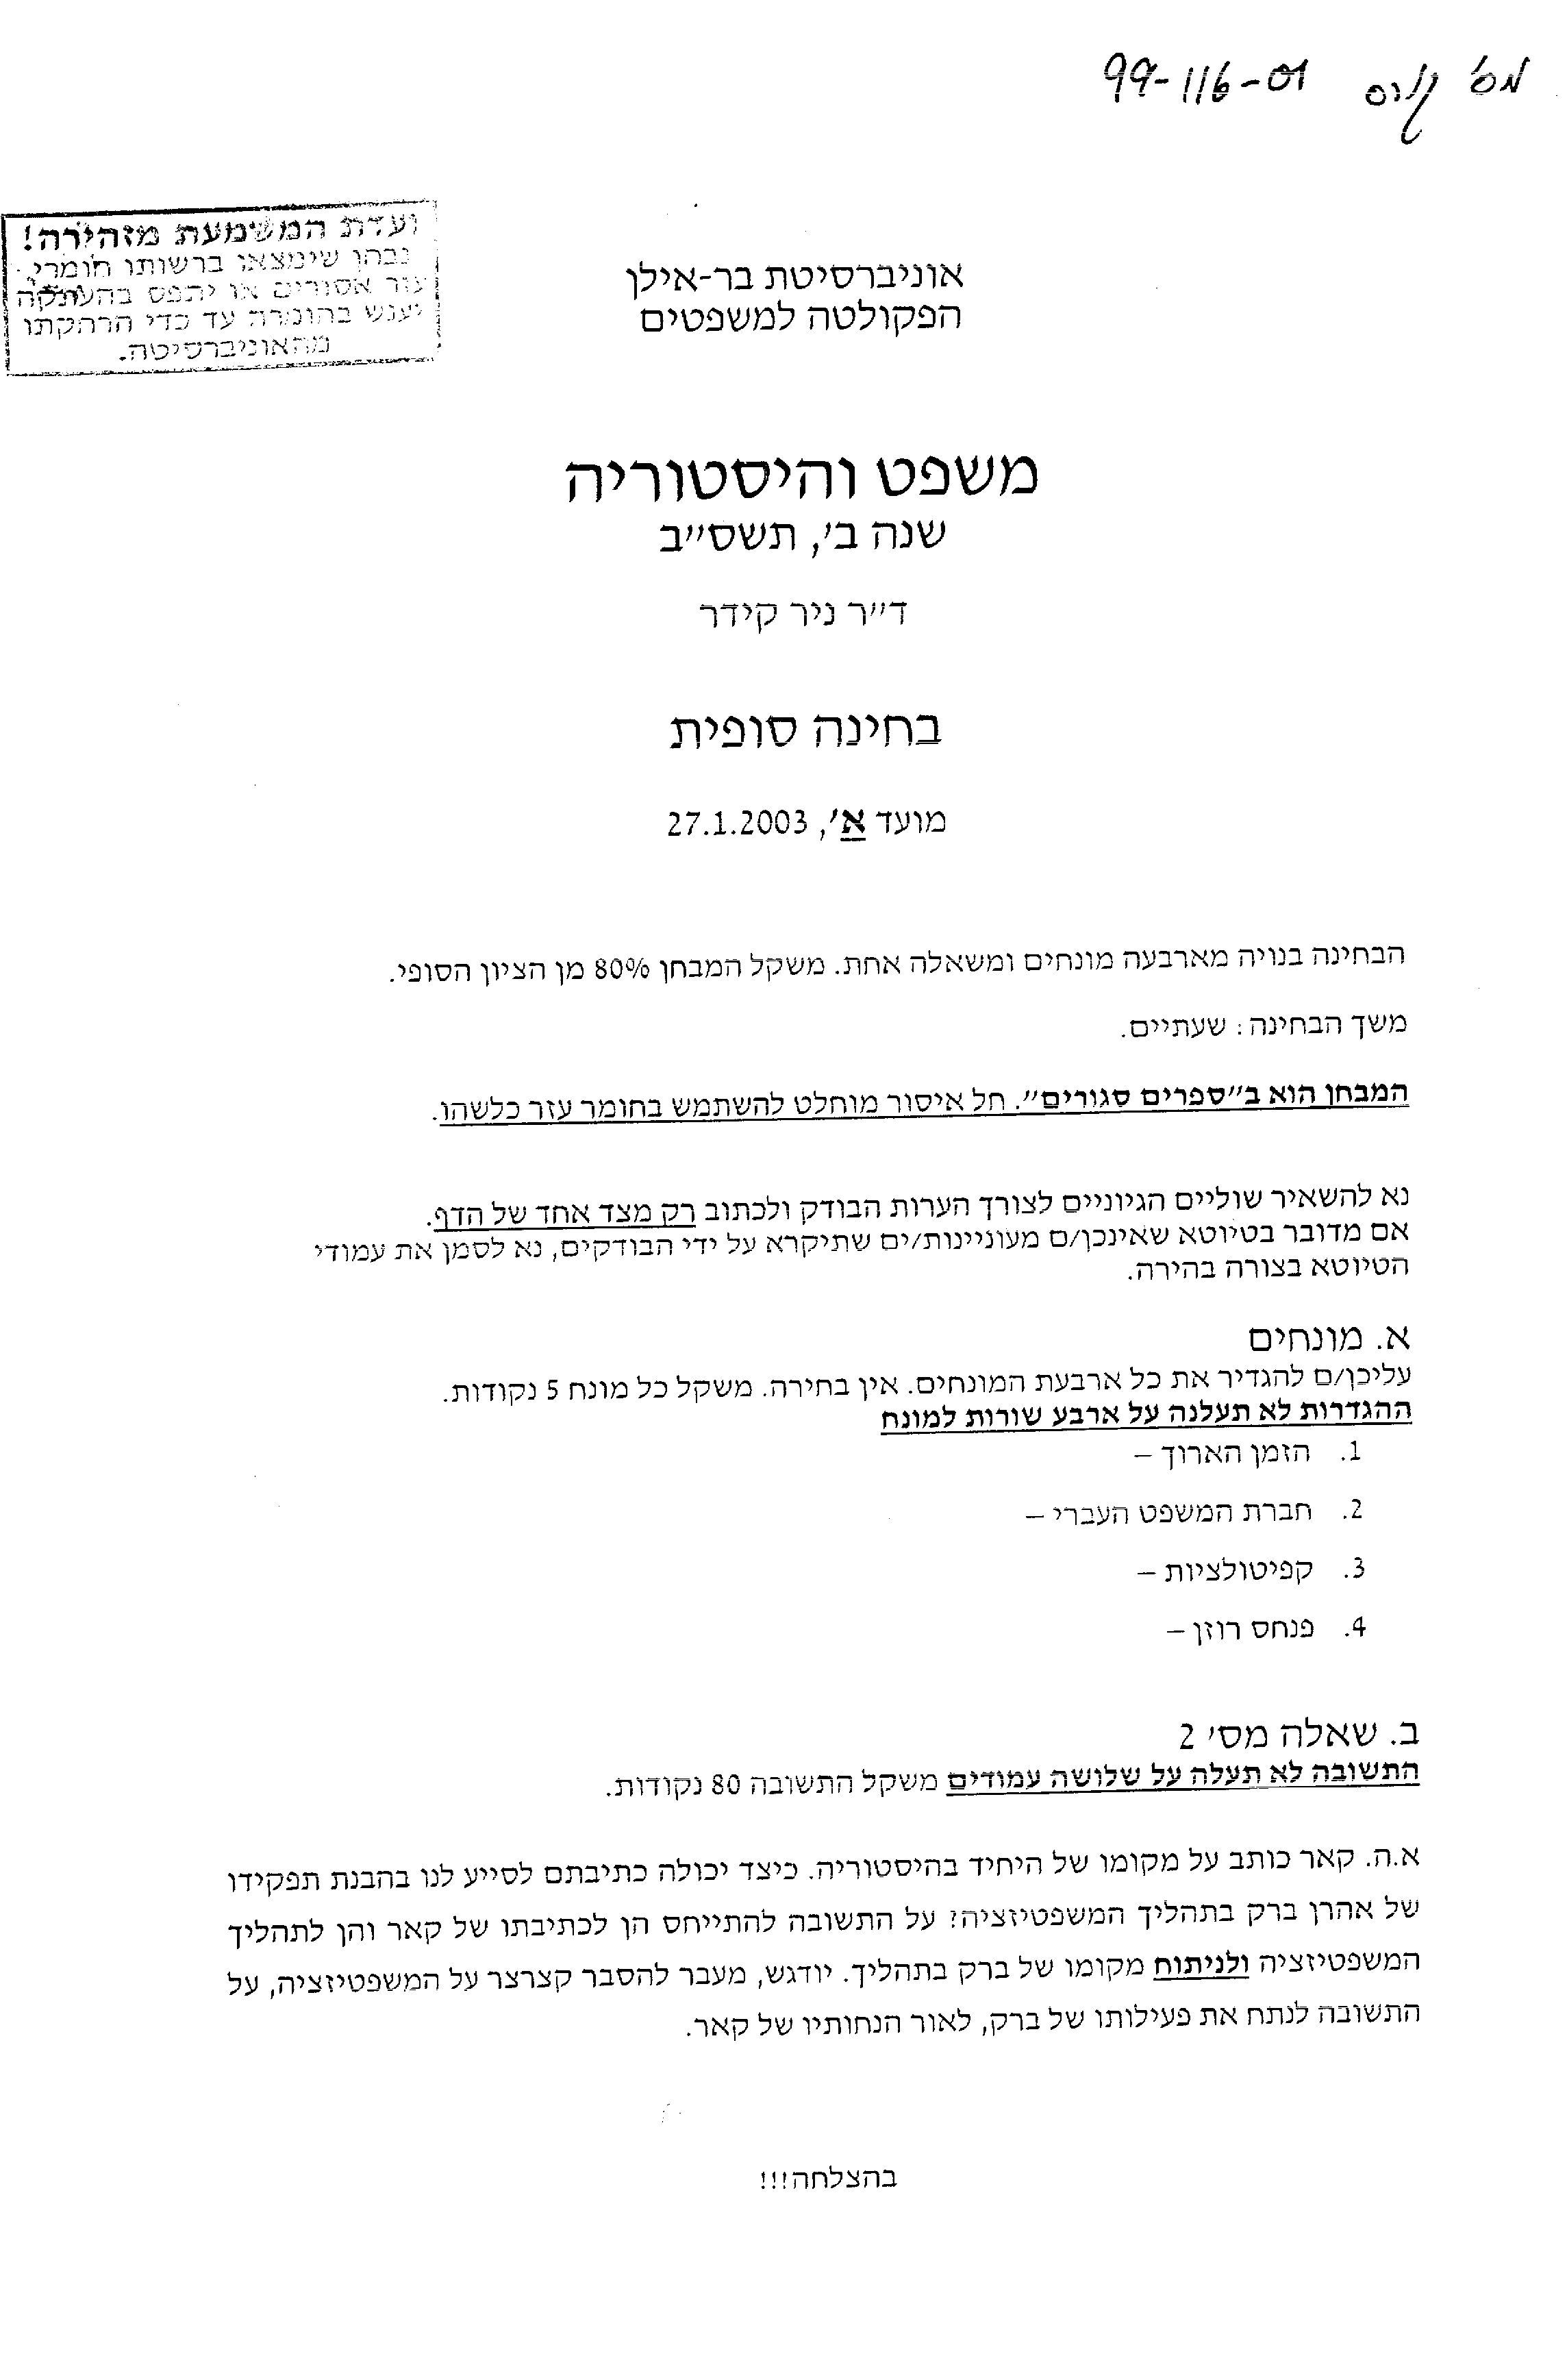 מס' קורס 99-116-01
ועדת המשמעת מזהירה!
נבחן שימצאו ברשותו חומרי
עזר אסורים או יתפס בהעתקה
יענש בחומרה עד כדי הרחקתו
מהאוניברסיטה.
אוניברסיטת בר-אילן
הפקולטה למשפטים
משפט והיסטוריה
שנה ב', תשס"ב
ד"ר ניר קידר
בחינה סופית
מועד א', 27.1.2003
הבחינה בנויה מארבעה מונחים ומשאלה אחת. משקל המבחן 80% מן הציון הסופי.
משך הבחינה: שעתיים.
המבחן הוא ב"ספרים סגורים". חל איסור מוחלט להשתמש בחומר עזר כלשהו.
נא להשאיר שוליים הגיוניים לצורך הערות הבודק ולכתוב רק מצד אחד של הדף.
אם מדובר בטיוטא שאינכן/ם מעוניינות/ים שתיקרא על ידי הבודקים, נא לסמן את עמודי
הטיוטא בצורה בהירה.
א. מונחים
עליכן/ם להגדיר את כל ארבעת המונחים. אין בחירה. משקל כל מונח 5 נקודות.
ההגדרות לא תעלנה על ארבע שורות למונח
1. הזמן הארוך –
2. חברת המשפט העברי –
3. קפיטולציות –
4. פנחס רוזן –
ב. שאלה מס' 2
התשובה לא תעלה על שלושה עמודים משקל התשובה 80 נקודות.
א.ה. קאר כותב על מקומו של היחיד בהיסטוריה. כיצד יכולה כתיבתם לסייע לנו בהבנת תפקידו
של אהרן ברק בתהליך המשפטיזציה? על התשובה להתייחס הן לכתיבתו של קאר והן לתהליך
המשפטיזציה ולניתוח מקומו של ברק בתהליך. יודגש, מעבר להסבר קצרצר על המשפטיזציה, על
התשובה לנתח את פעילותו של ברק, לאור הנחותיו של קאר.
בהצלחה!!!